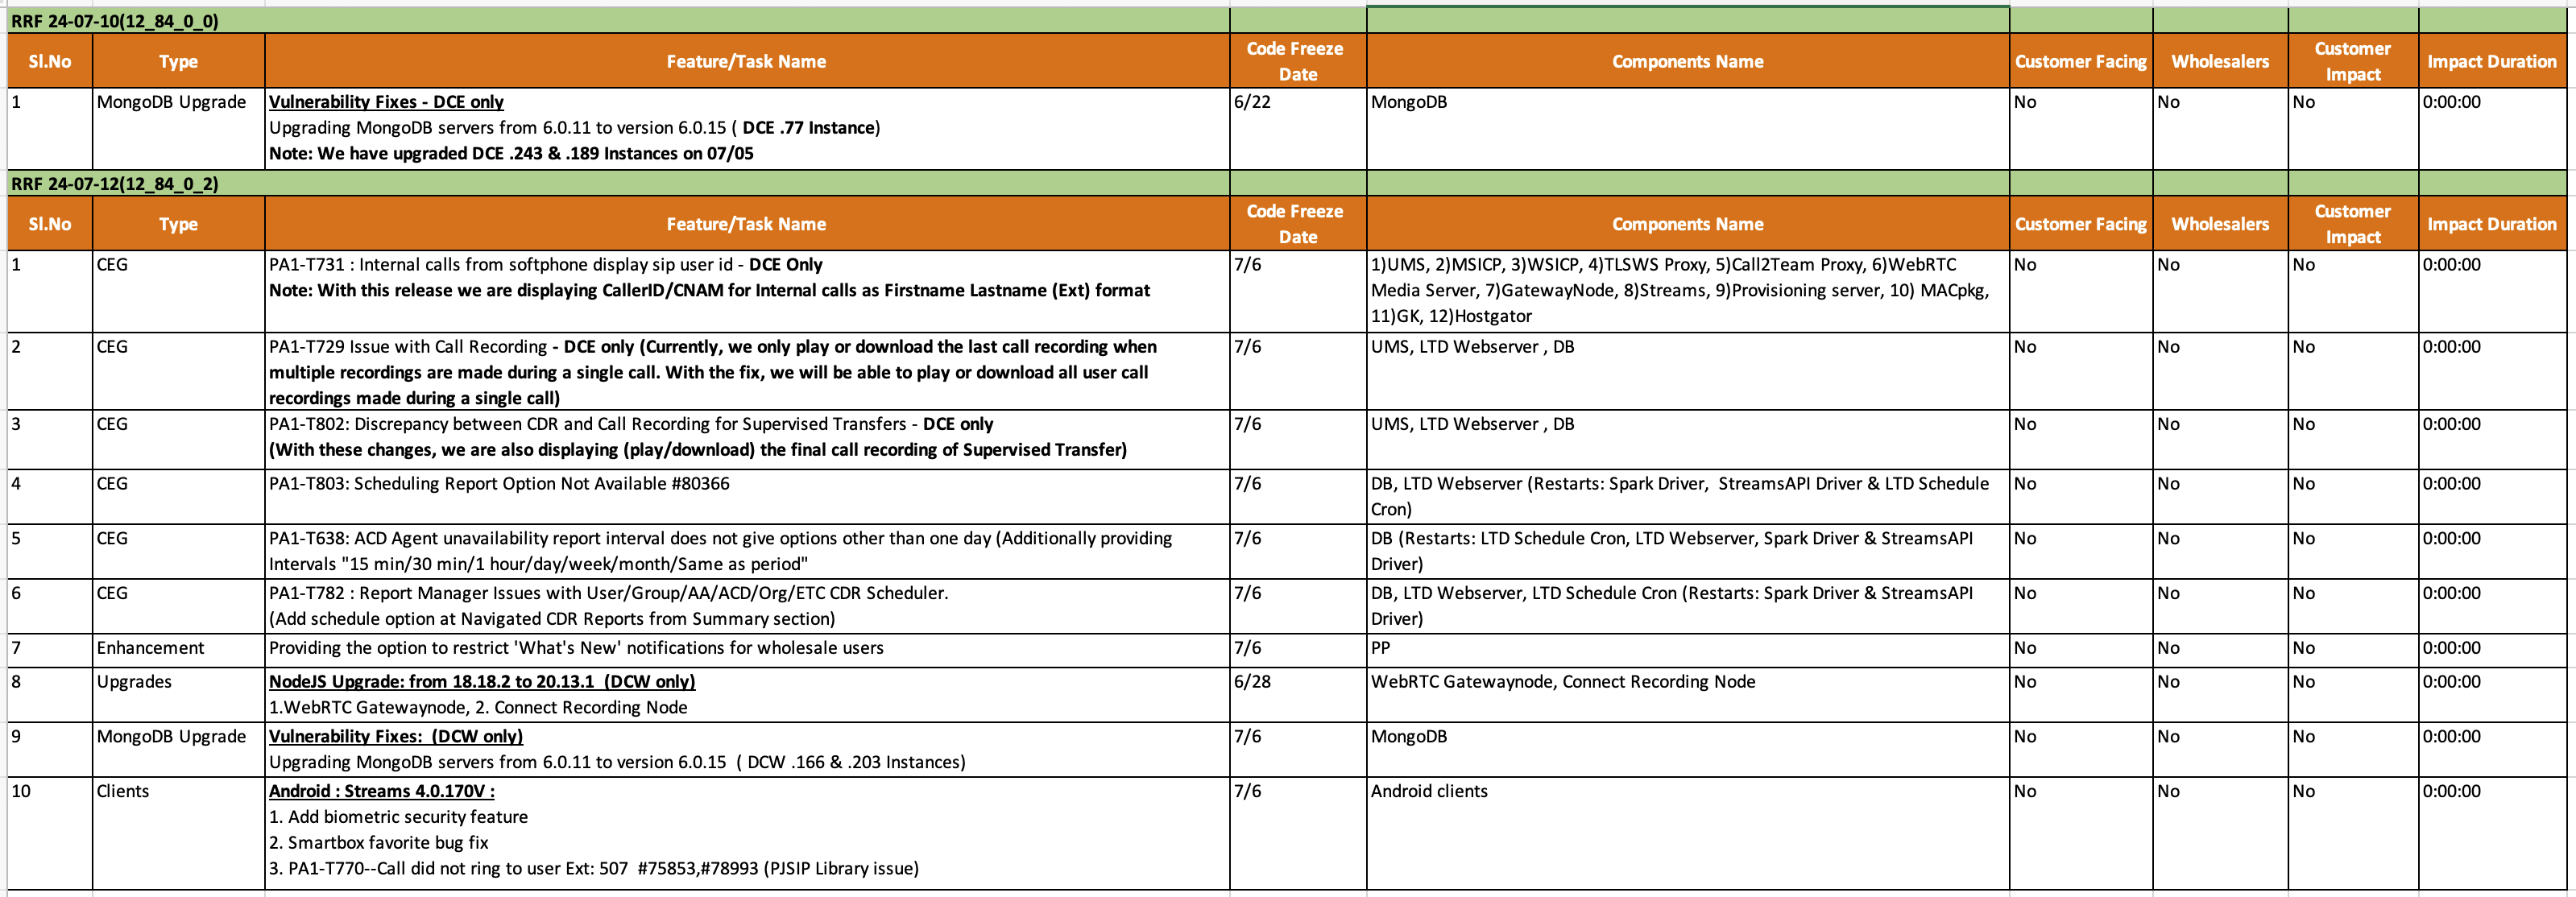 RRF 24-07-10(12_84_0_0)
Sl.No Type Feature/Task Name Code Freeze Date Components Name Customer Facing Wholesalers Customer Impact Impact Duration
1 MongoDB Upgrade Vulnerability Fixes - DCE only 6/22 MongoDB No No No 0:00:00
Upgrading MongoDB servers from 6.0.11 to version 6.0.15 ( DCE .77 Instance)
Note: We have upgraded DCE .243 & .189 Instances on 07/05
RRF 24-07-12(12_84_0_2)
Sl.No Type Feature/Task Name Code Freeze Date Components Name Customer Facing Wholesalers Customer Impact Impact Duration
1 CEG PA1-T731 : Internal calls from softphone display sip user id - DCE Only 7/6 1)UMS, 2)MSICP, 3)WSICP, 4)TLSWS Proxy, 5)Call2Team Proxy, 6)WebRTC No No No 0:00:00
Note: With this release we are displaying CallerID/CNAM for Internal calls as Firstname Lastname (Ext) format Media Server, 7)GatewayNode, 8)Streams, 9)Provisioning server, 10) MACpkg,
11)GK, 12)Hostgator
2 CEG PA1-T729 Issue with Call Recording - DCE only (Currently, we only play or download the last call recording when 7/6 UMS, LTD Webserver , DB No No No 0:00:00
multiple recordings are made during a single call. With the fix, we will be able to play or download all user call
recordings made during a single call)
3 CEG PA1-T802: Discrepancy between CDR and Call Recording for Supervised Transfers - DCE only 7/6 UMS, LTD Webserver , DB No No No 0:00:00
(With these changes, we are also displaying (play/download) the final call recording of Supervised Transfer)
4 CEG PA1-T803: Scheduling Report Option Not Available #80366 7/6 DB, LTD Webserver (Restarts: Spark Driver,  StreamsAPI Driver & LTD Schedule No No No 0:00:00
Cron)
5 CEG PA1-T638: ACD Agent unavailability report interval does not give options other than one day (Additionally providing 7/6 DB (Restarts: LTD Schedule Cron, LTD Webserver, Spark Driver & StreamsAPI No No No 0:00:00
Intervals "15 min/30 min/1 hour/day/week/month/Same as period" Driver)
6 CEG PA1-T782 : Report Manager Issues with User/Group/AA/ACD/Org/ETC CDR Scheduler. 7/6 DB, LTD Webserver, LTD Schedule Cron (Restarts: Spark Driver & StreamsAPI No No No 0:00:00
(Add schedule option at Navigated CDR Reports from Summary section) Driver)
7 Enhancement Providing the option to restrict 'What's New' notifications for wholesale users 7/6 PP No No No 0:00:00
8 Upgrades NodeJS Upgrade: from 18.18.2 to 20.13.1  (DCW only) 6/28 WebRTC Gatewaynode, Connect Recording Node No No No 0:00:00
1.WebRTC Gatewaynode, 2. Connect Recording Node
9 MongoDB Upgrade Vulnerability Fixes:  (DCW only) 7/6 MongoDB No No No 0:00:00
Upgrading MongoDB servers from 6.0.11 to version 6.0.15  ( DCW .166 & .203 Instances)
10 Clients Android : Streams 4.0.170V : 7/6 Android clients No No No 0:00:00
1. Add biometric security feature
2. Smartbox favorite bug fix
3. PA1-T770--Call did not ring to user Ext: 507  #75853,#78993 (PJSIP Library issue)